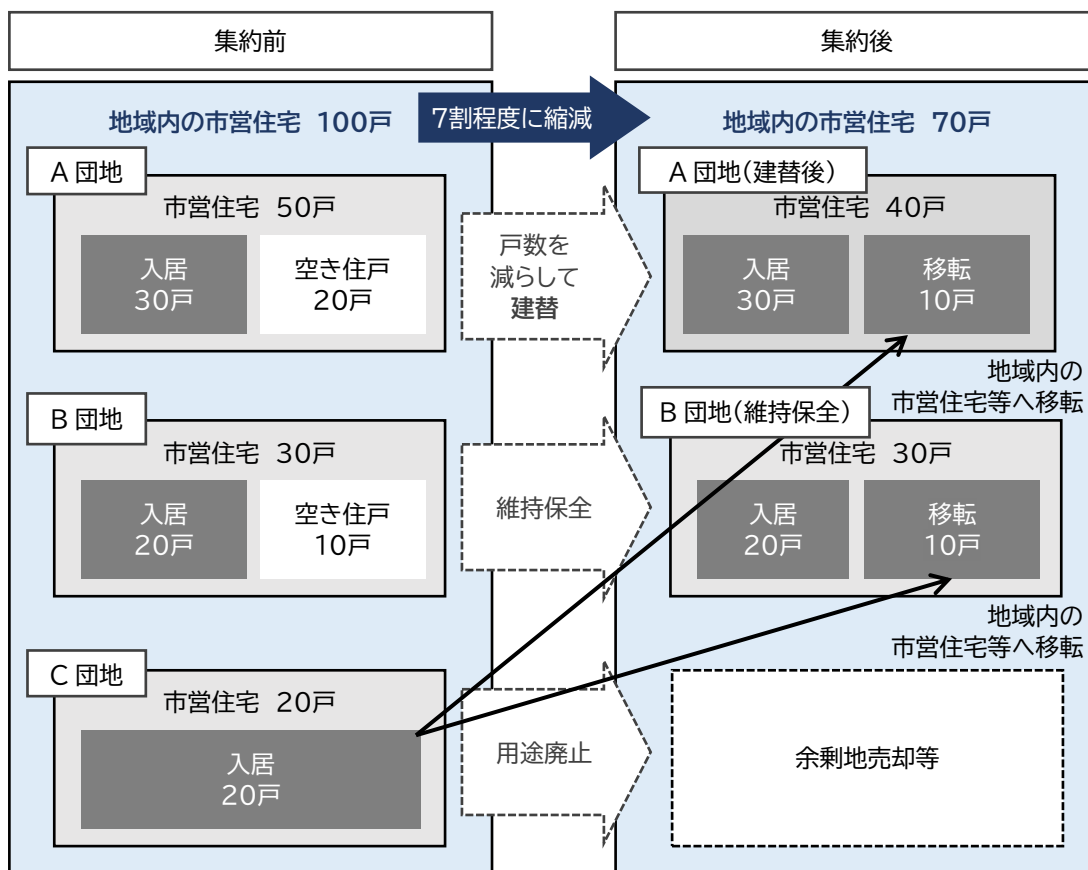 集約前
集約後
地域内の市営住宅 100戸
7割程度に縮減
地域内の市営住宅 70戸
A 団地
市営住宅 50戸
入居
30戸
空き住戸
20戸
戸数を
減らして
建替
A 団地(建替後)
市営住宅 40戸
入居
30戸
移転
10戸
地域内の
市営住宅等へ移転
B 団地
市営住宅 30戸
入居
20戸
空き住戸
10戸
維持保全
B 団地(維持保全)
市営住宅 30戸
入居
20戸
移転
10戸
地域内の
市営住宅等へ移転
C 団地
市営住宅 20戸
入居
20戸
用途廃止
余剰地売却等